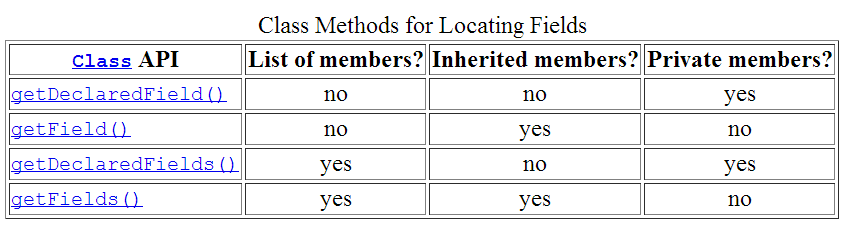 Class Methods for Locating Fields
Class API List of members? Inherited members? Private members?
getDeclaredField() no no yes
getField() no yes no
getDeclaredFields() yes no yes
getFields() yes yes no